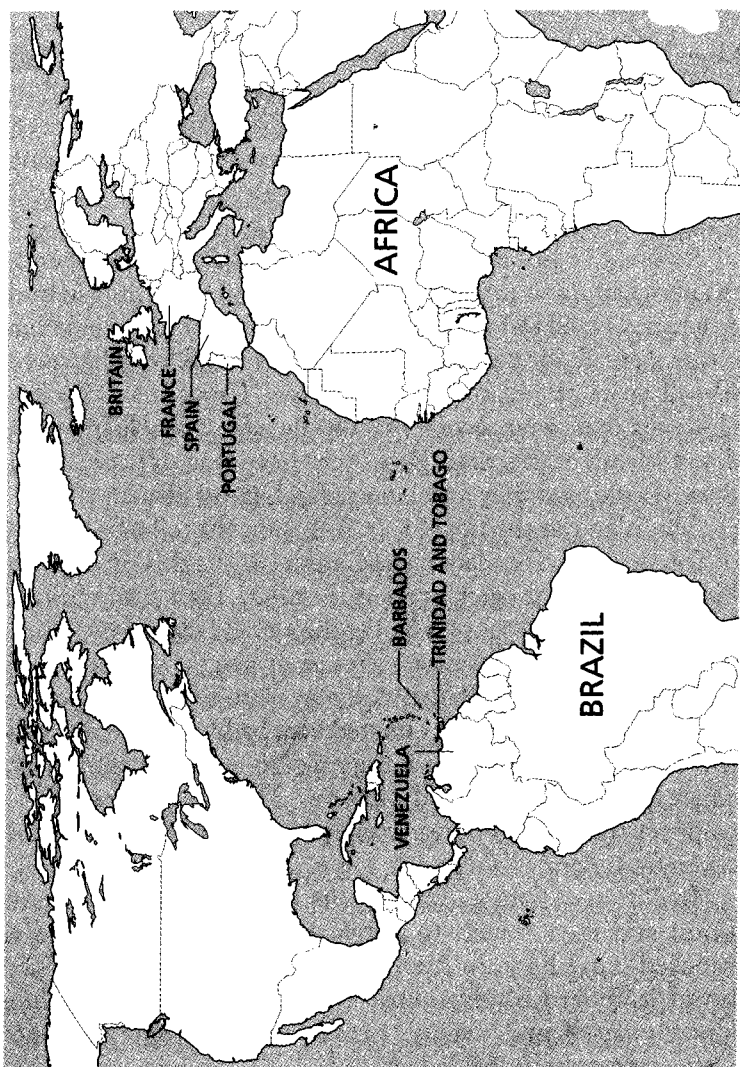 BRITAIN
FRANCE
SPAIN
PORTUGAL
AFRICA
BARBADOS
TRINIDAD AND TOBAGO
VENEZUELA
BRAZIL